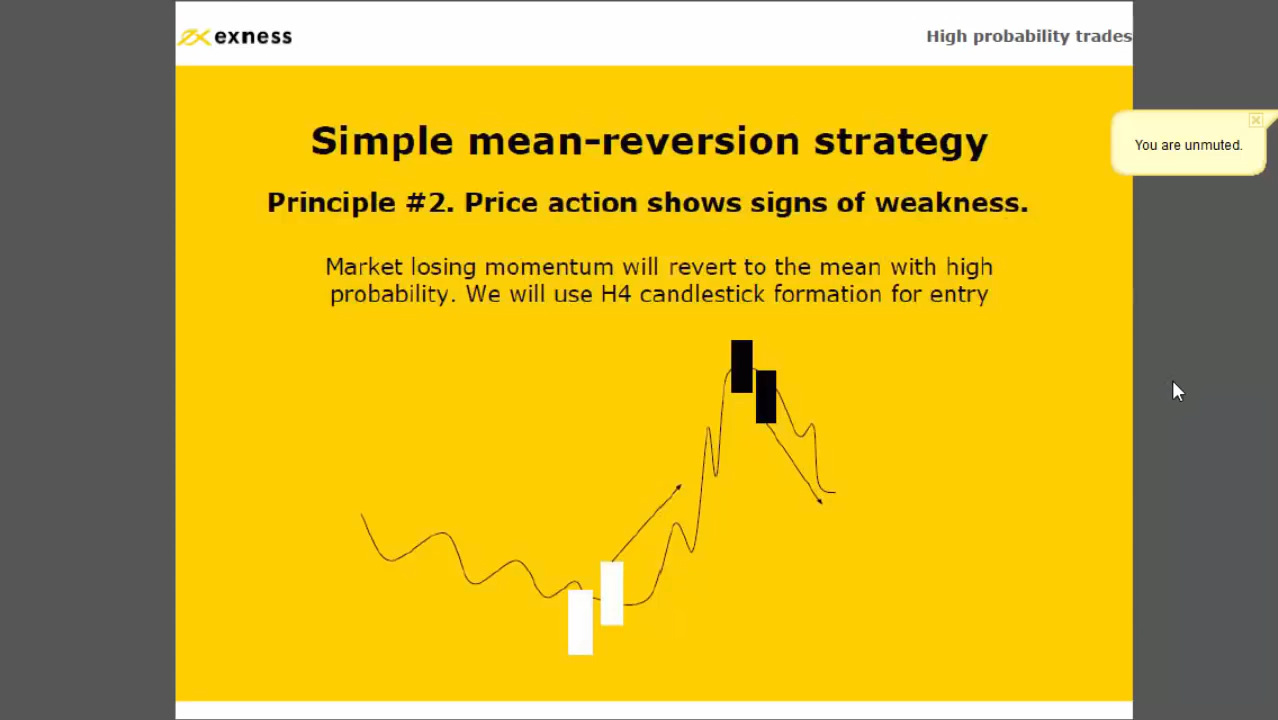 exness
High probability trades
Simple mean-reversion strategy
You are unmuted.
Principle #2. Price action shows signs of weakness.
Market losing momentum will revert to the mean with high
probability. We will use H4 candlestick formation for entry